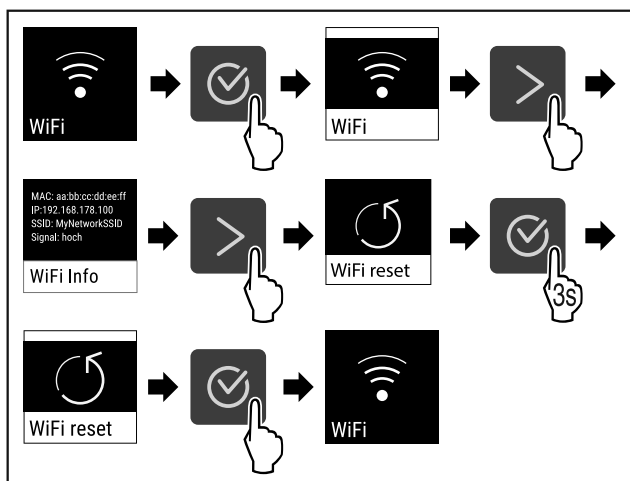 WiFi
WiFi
MAC: aa:bb:cc:dd:ee:ff
IP:192.168.178.100
SSID: MyNetworkSSID
Signal: hoch
WiFi Info
WiFi reset
3s
WiFi reset
WiFi